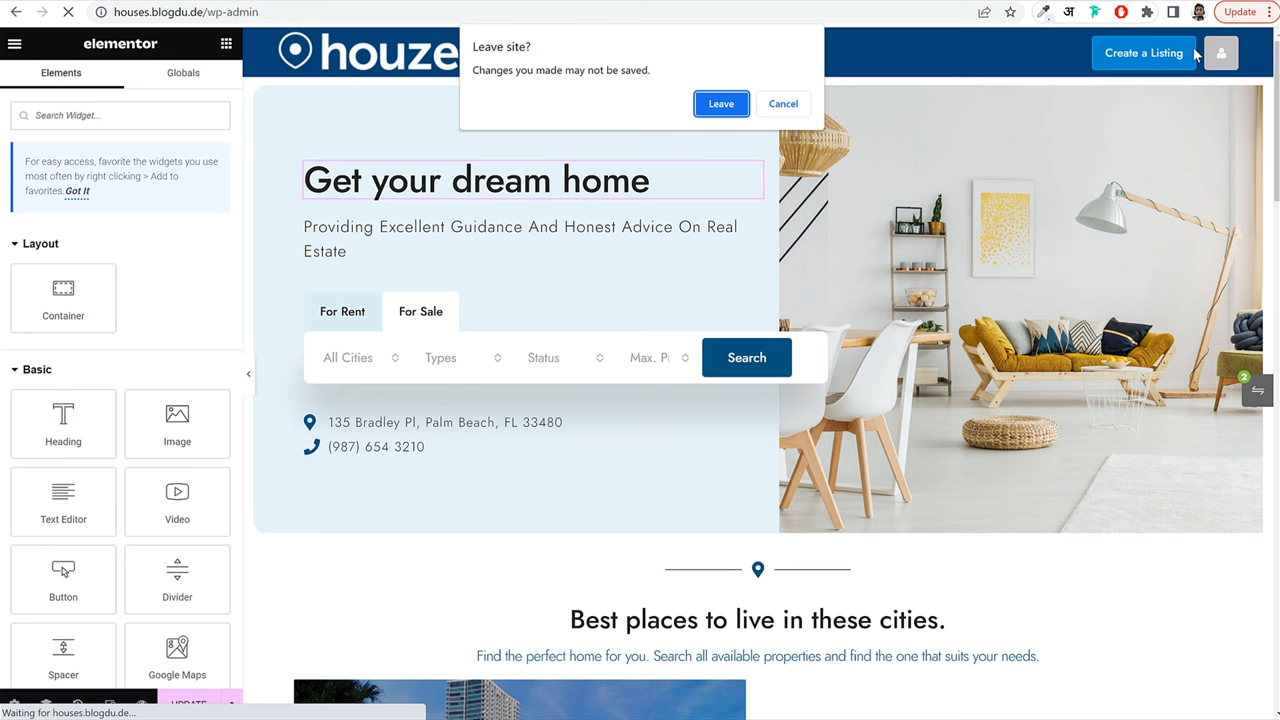 houses.blogdu.de/wp-admin
अ
Update
elementor
Elements
Globals
Search Widget...
For easy access, favorite the widgets you use
most often by right clicking > Add to
favorites. Got It
Layout
Container
Basic
Heading
Image
Text Editor
Video
Button
Divider
Spacer
Google Maps
UPDATE
Waiting for houses.blogdu.de...
houze
Leave site?
Changes you made may not be saved.
Leave
Cancel
Create a Listing
Get your dream home
Providing Excellent Guidance And Honest Advice On Real
Estate
For Rent
For Sale
All Cities
Types
Status
Max. P
Search
135 Bradley Pl, Palm Beach, FL 33480
(987) 654 3210
2
Best places to live in these cities.
Find the perfect home for you. Search all available properties and find the one that suits your needs.